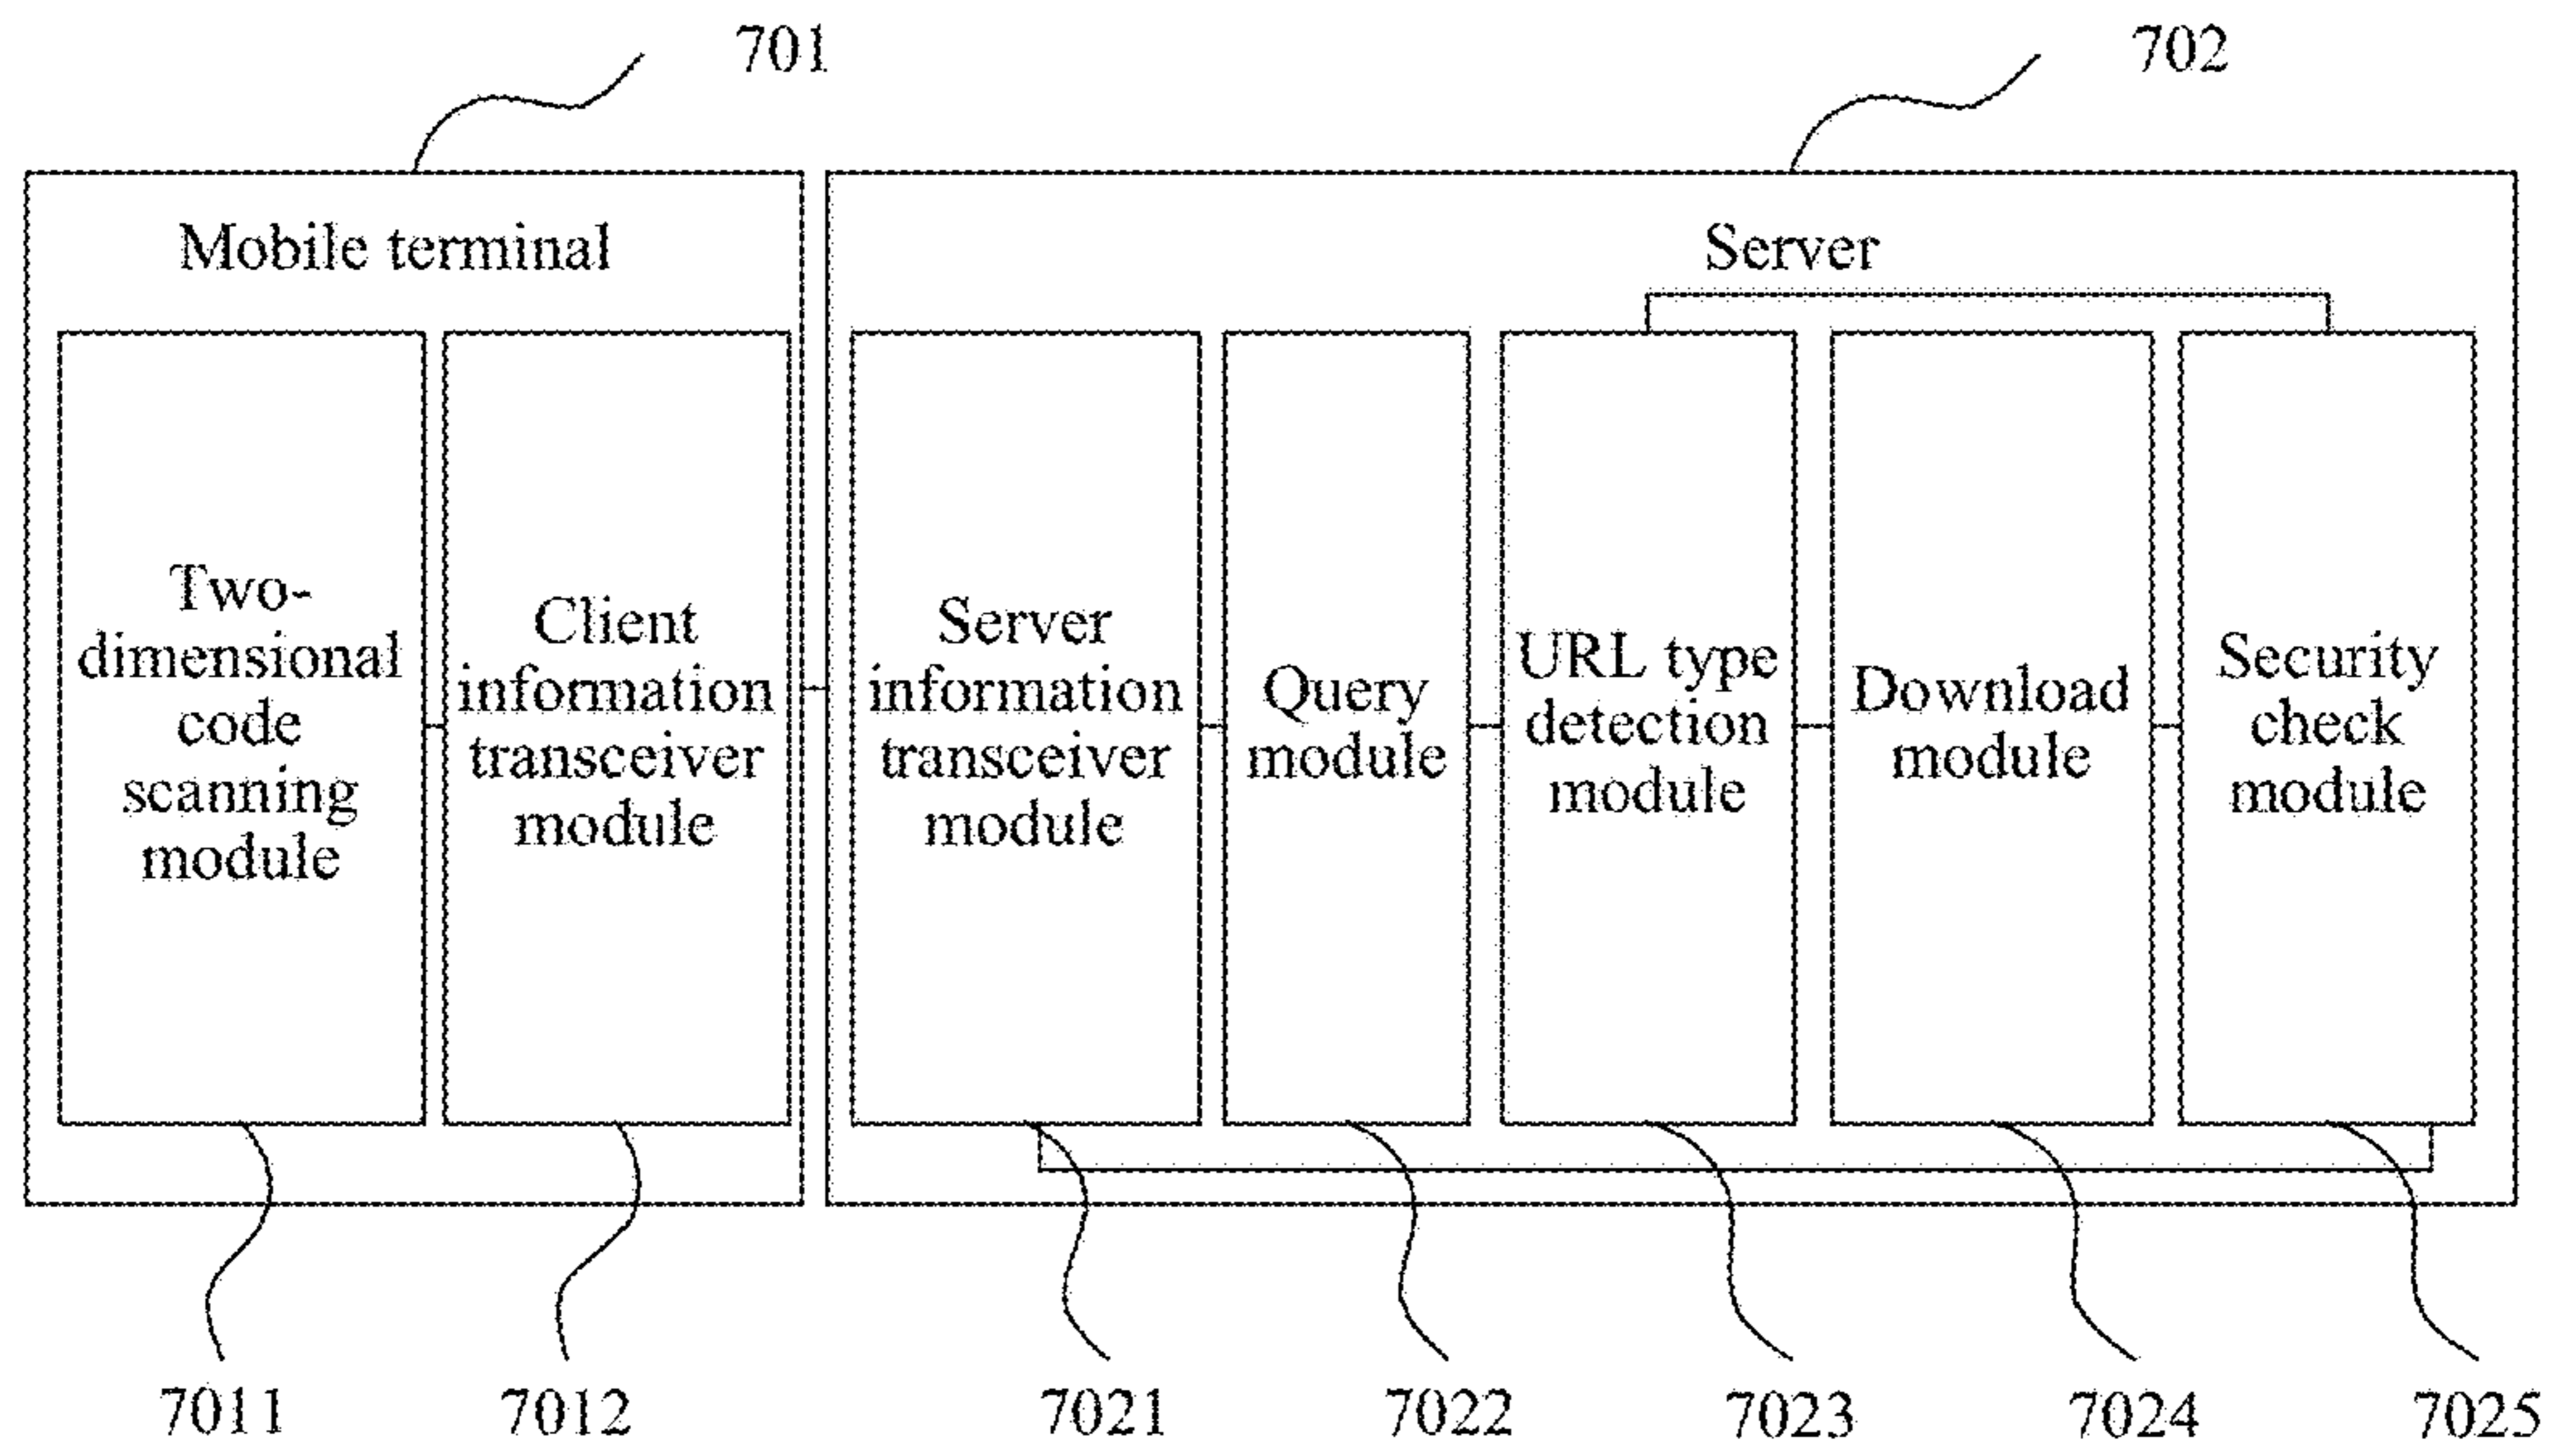 701
702
Mobile terminal
Server
Two-
dimensional
code
scanning
module
Client
information
transceiver
module
Server
information
transceiver
module
Query
module
URL type
detection
module
Download
module
Security
check
module
7011
7012
7021
7022
7023
7024
7025